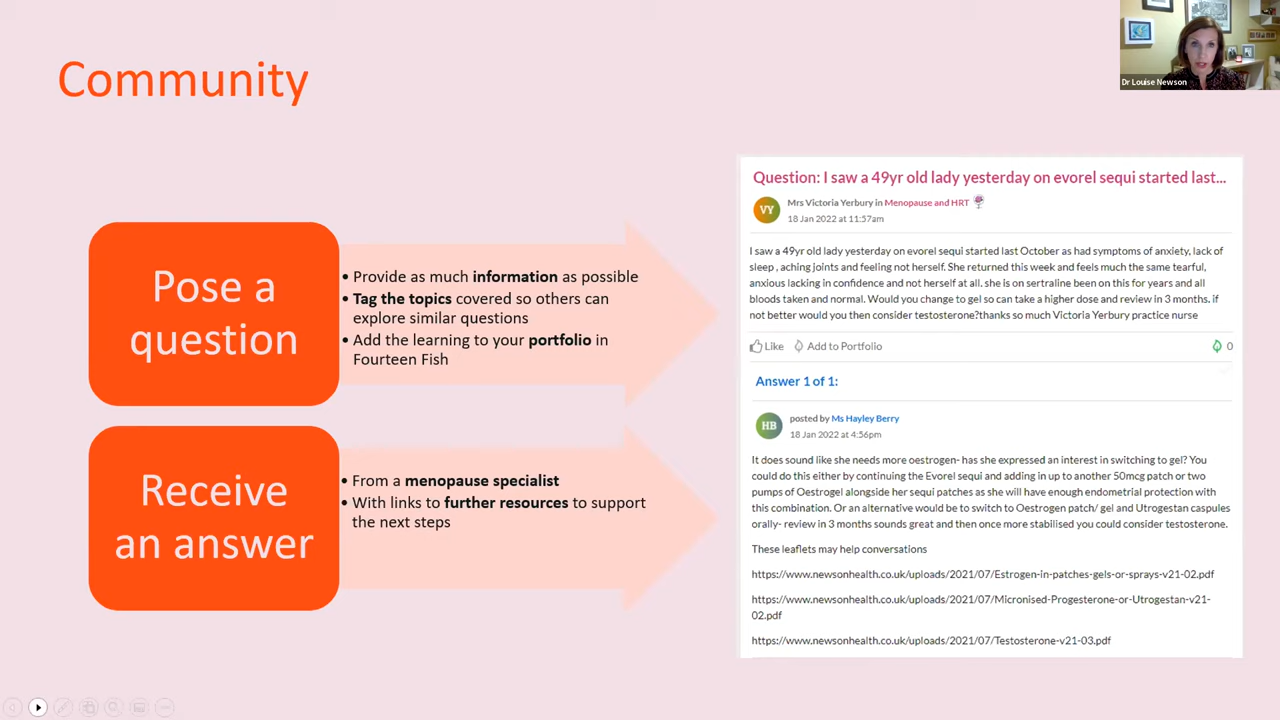 Community
Dr Louise Newson
Pose a
question
• Provide as much information as possible
• Tag the topics covered so others can
explore similar questions
• Add the learning to your portfolio in
Fourteen Fish
Receive
an answer
• From a menopause specialist
• With links to further resources to support
the next steps
Question: I saw a 49yr old lady yesterday on evorel sequi started last...
VY
Mrs Victoria Yerbury in Menopause and HRT
18 Jan 2022 at 11:57am
I saw a 49yr old lady yesterday on evorel sequi started last October as had symptoms of anxiety, lack of
sleep , aching joints and feeling not herself. She returned this week and feels much the same tearful,
anxious lacking in confidence and not herself at all. she is on sertraline been on this for years and all
bloods taken and normal. Would you change to gel so can take a higher dose and review in 3 months. if
not better would you then consider testosterone?thanks so much Victoria Yerbury practice nurse
Like Add to Portfolio 0
Answer 1 of 1:
HB
posted by Ms Hayley Berry
18 Jan 2022 at 4:56pm
It does sound like she needs more oestrogen- has she expressed an interest in switching to gel? You
could do this either by continuing the Evorel sequi and adding in up to another 50mcg patch or two
pumps of Oestrogel alongside her sequi patches as she will have enough endometrial protection with
this combination. Or an alternative would be to switch to Oestrogen patch/ gel and Utrogestan caspules
orally- review in 3 months sounds great and then once more stabilised you could consider testosterone.
These leaflets may help conversations
https://www.newsonhealth.co.uk/uploads/2021/07/Estrogen-in-patches-gels-or-sprays-v21-02.pdf
https://www.newsonhealth.co.uk/uploads/2021/07/Micronised-Progesterone-or-Utrogestan-v21-
02.pdf
https://www.newsonhealth.co.uk/uploads/2021/07/Testosterone-v21-03.pdf